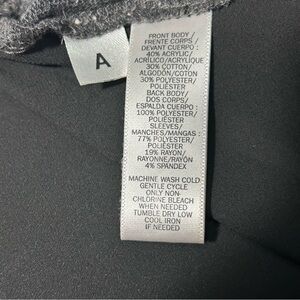 A
FRONT BODY /
FRENTE CORPS /
DEVANT CUERPO :
40% ACRYLIC/
ACRILICO/ACRYLIQUE
30% COTTON/
ALGODÓN/COTON
30% POLYESTER/
POLIÉSTER
BACK BODY/
DOS CORPS/
ESPALDA CUERPO :
100% POLYESTER/
POLIÉSTER
SLEEVES/
MANCHES/MANGAS :
77% POLYESTER/
POLIÉSTER
19% RAYON/
RAYONNE/RAYÓN
4% SPANDEX
MACHINE WASH COLD
GENTLE CYCLE
ONLY NON-
CHLORINE BLEACH
WHEN NEEDED
TUMBLE DRY LOW
COOL IRON
IF NEEDED